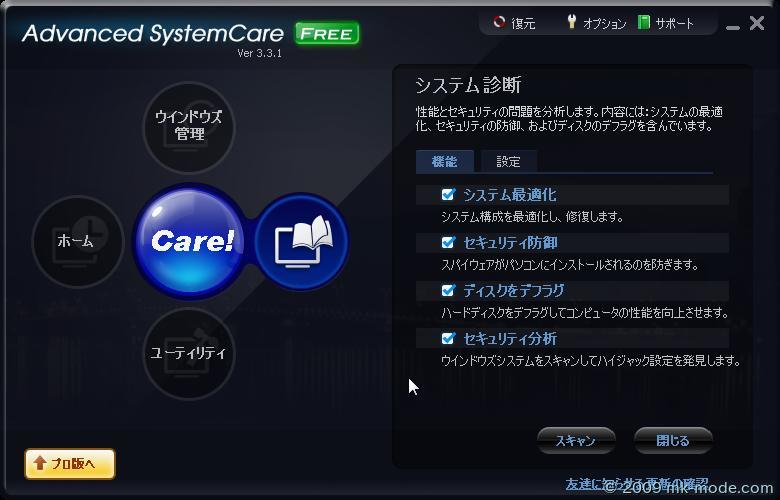 Advanced SystemCare FREE
Ver 3.3.1
復元
オプション
サポート
ウインドウズ
管理
ホーム
Care!
ユーティリティ
プロ版へ
システム診断
性能とセキュリティの問題を分析します。内容には:システムの最適
化、セキュリティの防御、およびディスクのデフラグを含んでいます。
機能
設定
システム最適化
システム構成を最適化し、修復します。
セキュリティ防御
スパイウェアがパソコンにインストールされるのを防ぎます。
ディスクをデフラグ
ハードディスクをデフラグしてコンピュータの性能を向上させます。
セキュリティ分析
ウインドウズシステムをスキャンしてハイジャック設定を発見します。
スキャン
閉じる
友達に知らせる更新の確認
© 2009 mk-mode.com